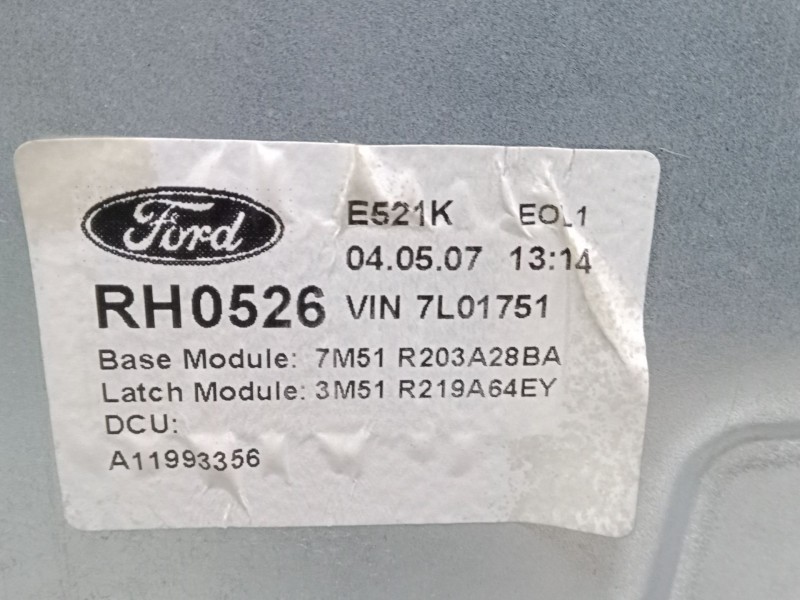 Ford
E521K EOL1
04.05.07 13:14
RH0526 VIN 7L01751
Base Module: 7M51 R203A28BA
Latch Module: 3M51 R219A64EY
DCU:
A11993356